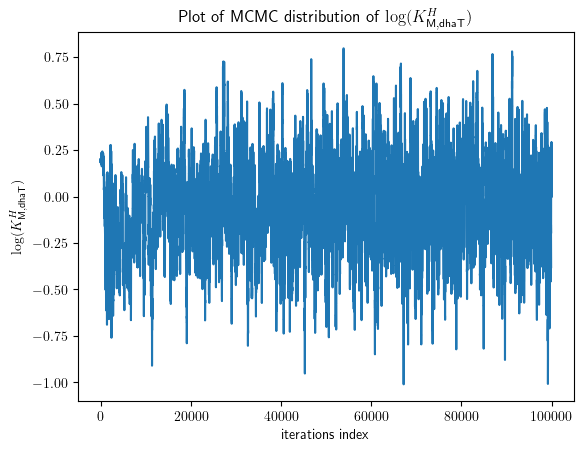 Plot of MCMC distribution of log(K^H_{M,dhaT})
log(K^H_{M,dhaT})
0.75
0.50
0.25
0.00
−0.25
−0.50
−0.75
−1.00
0 20000 40000 60000 80000 100000
iterations index